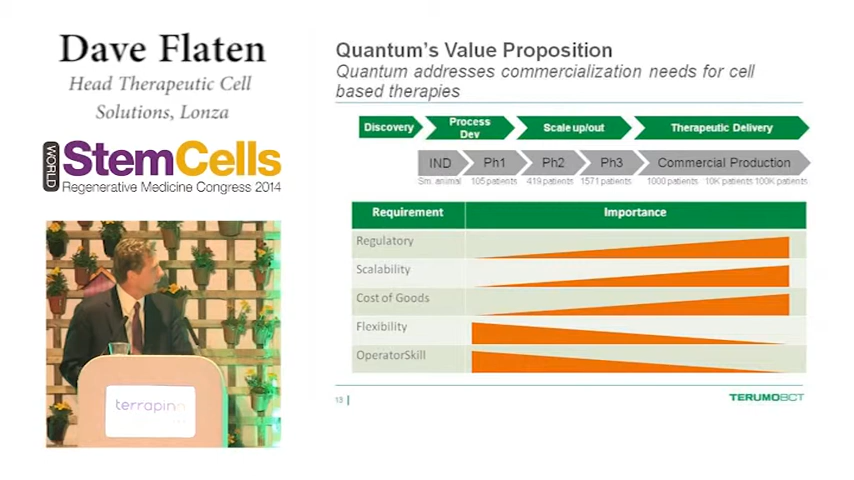 Dave Flaten
Head Therapeutic Cell
Solutions, Lonza
WORLD
StemCells
Regenerative Medicine Congress 2014
terrapinn
Quantum's Value Proposition
Quantum addresses commercialization needs for cell
based therapies
Discovery
Process
Dev
Scale up/out
Therapeutic Delivery
IND
Ph1
Ph2
Ph3
Commercial Production
Sm. animal
105 patients
419 patients
1571 patients
1000 patients
10K patients
100K patients
Requirement
Importance
Regulatory
Scalability
Cost of Goods
Flexibility
OperatorSkill
13
TERUMOBCT